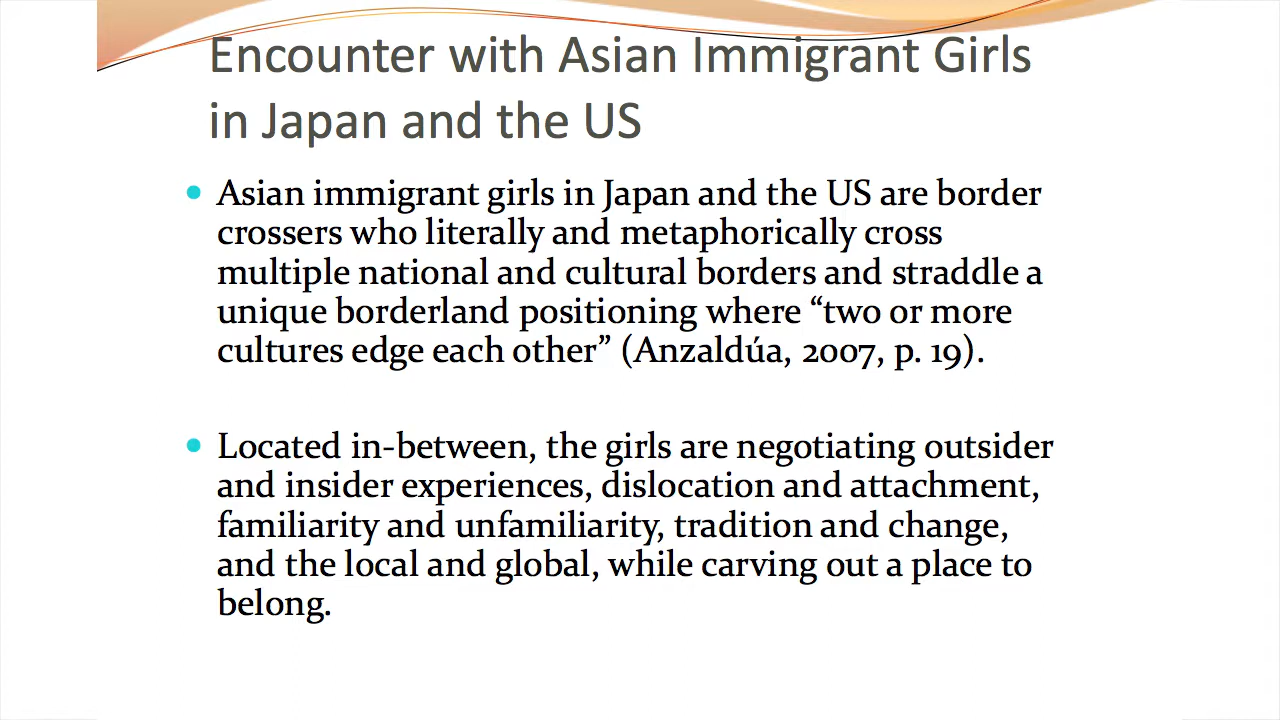 Encounter with Asian Immigrant Girls
in Japan and the US
• Asian immigrant girls in Japan and the US are border
crossers who literally and metaphorically cross
multiple national and cultural borders and straddle a
unique borderland positioning where “two or more
cultures edge each other” (Anzaldúa, 2007, p. 19).
• Located in-between, the girls are negotiating outsider
and insider experiences, dislocation and attachment,
familiarity and unfamiliarity, tradition and change,
and the local and global, while carving out a place to
belong.